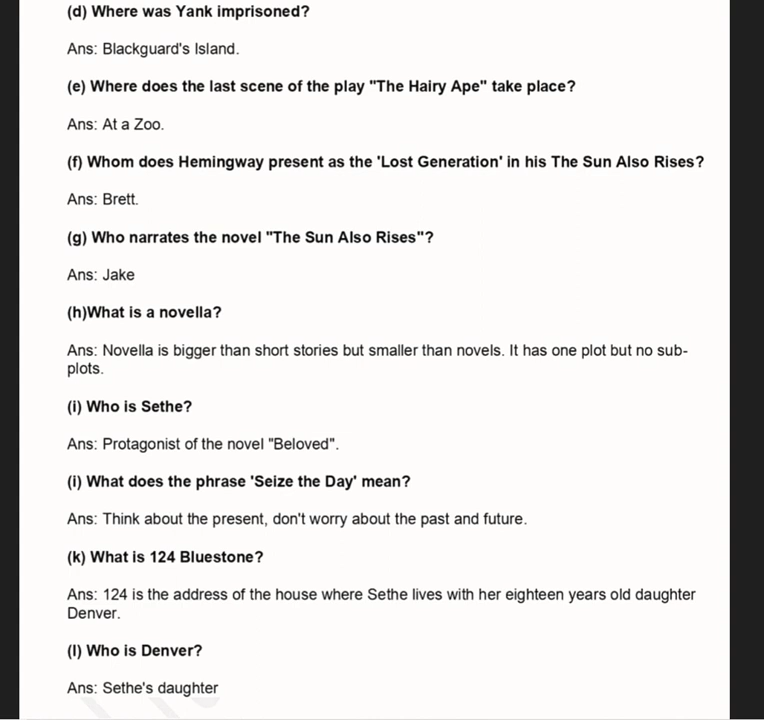 (d) Where was Yank imprisoned?
Ans: Blackguard's Island.
(e) Where does the last scene of the play "The Hairy Ape" take place?
Ans: At a Zoo.
(f) Whom does Hemingway present as the 'Lost Generation' in his The Sun Also Rises?
Ans: Brett.
(g) Who narrates the novel "The Sun Also Rises"?
Ans: Jake
(h)What is a novella?
Ans: Novella is bigger than short stories but smaller than novels. It has one plot but no sub-
plots.
(i) Who is Sethe?
Ans: Protagonist of the novel "Beloved".
(i) What does the phrase 'Seize the Day' mean?
Ans: Think about the present, don't worry about the past and future.
(k) What is 124 Bluestone?
Ans: 124 is the address of the house where Sethe lives with her eighteen years old daughter
Denver.
(l) Who is Denver?
Ans: Sethe's daughter